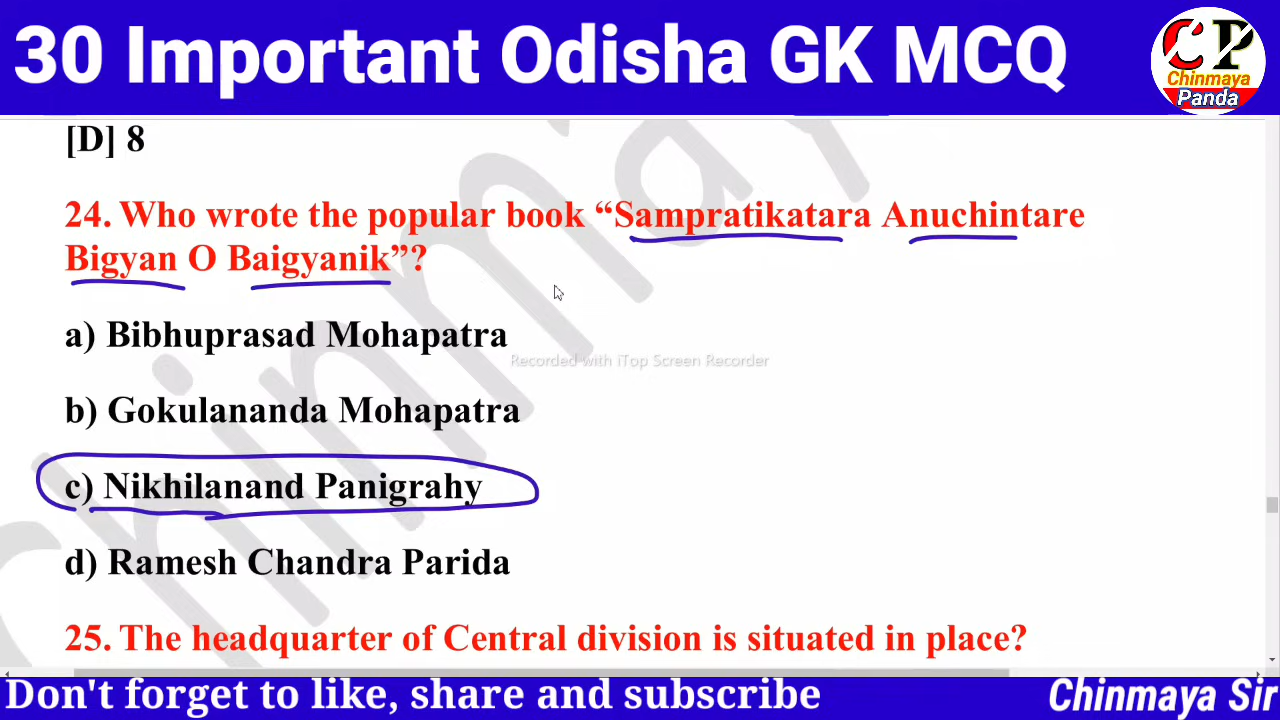 30 Important Odisha GK MCQ
CP
Chinmaya
Panda
[D] 8
24. Who wrote the popular book “Sampratikatara Anuchintare
Bigyan O Baigyanik”?
a) Bibhuprasad Mohapatra
Recorded with iTop Screen Recorder
b) Gokulananda Mohapatra
c) Nikhilanand Panigrahy
d) Ramesh Chandra Parida
25. The headquarter of Central division is situated in place?
Don't forget to like, share and subscribe
Chinmaya Sir